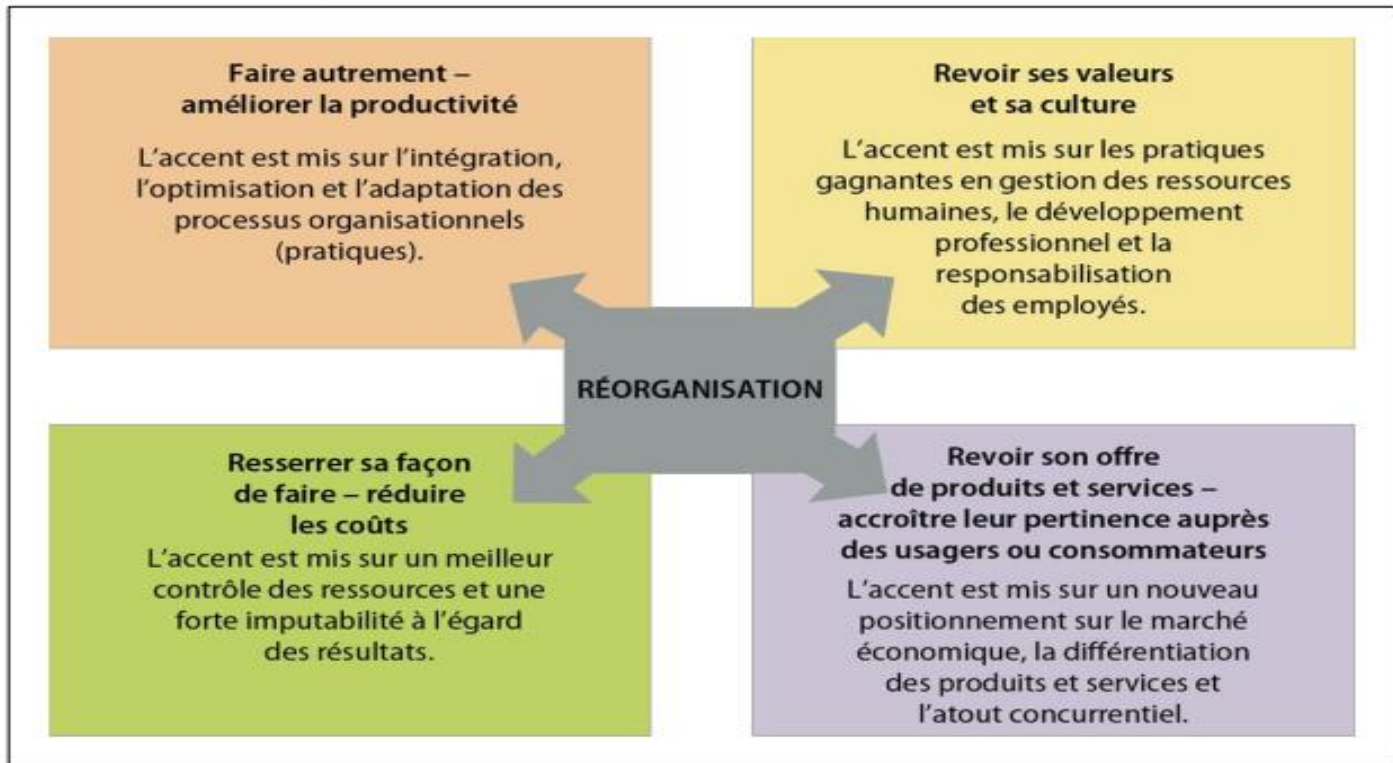 Faire autrement –
améliorer la productivité
L’accent est mis sur l’intégration,
l’optimisation et l’adaptation des
processus organisationnels
(pratiques).
Revoir ses valeurs
et sa culture
L’accent est mis sur les pratiques
gagnantes en gestion des ressources
humaines, le développement
professionnel et la
responsabilisation
des employés.
RÉORGANISATION
Resserrer sa façon
de faire – réduire
les coûts
L’accent est mis sur un meilleur
contrôle des ressources et une
forte imputabilité à l’égard
des résultats.
Revoir son offre
de produits et services –
accroître leur pertinence auprès
des usagers ou consommateurs
L’accent est mis sur un nouveau
positionnement sur le marché
économique, la différentiation
des produits et services et
l’atout concurrentiel.